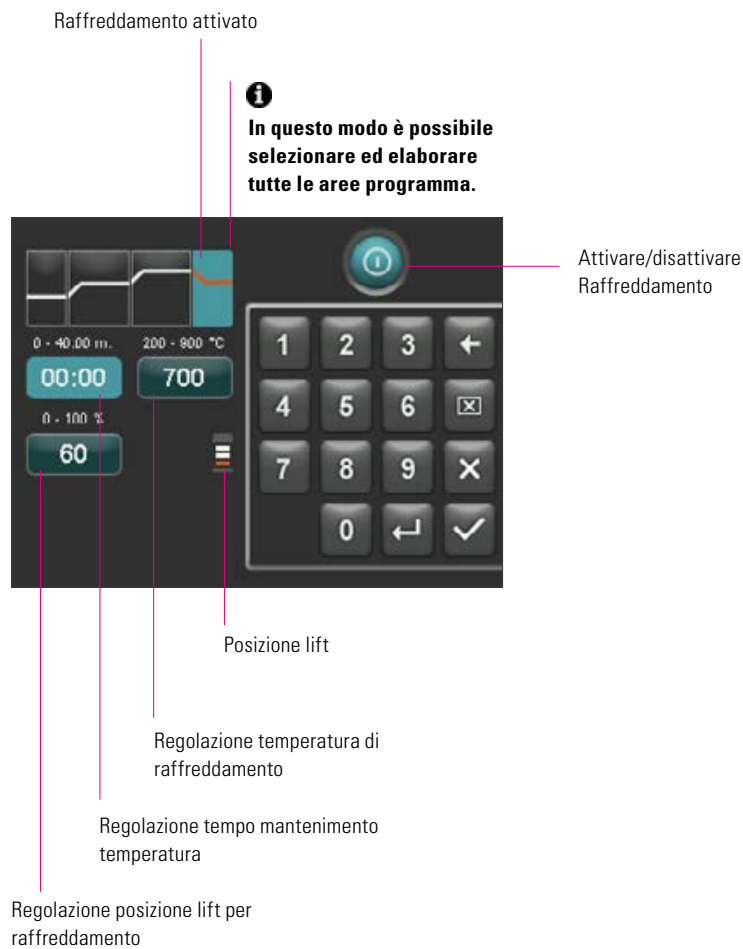 Raffreddamento attivato
In questo modo è possibile
selezionare ed elaborare
tutte le aree programma.
Attivare/disattivare
Raffreddamento
0 - 40.00 m. 200 - 900 °C
00:00 700
0 - 100 %
60
1 2 3
4 5 6
7 8 9
0
Posizione lift
Regolazione temperatura di
raffreddamento
Regolazione tempo mantenimento
temperatura
Regolazione posizione lift per
raffreddamento